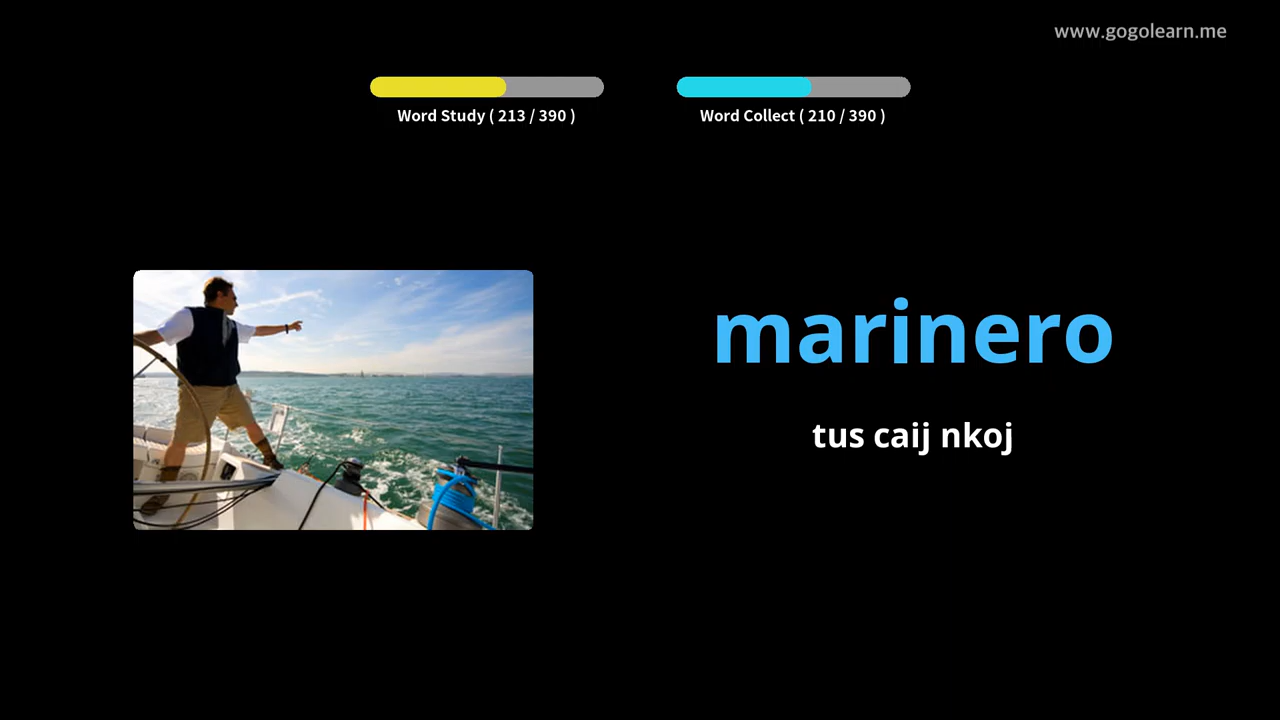 www.gogolearn.me
Word Study ( 213 / 390 )
Word Collect ( 210 / 390 )
marinero
tus caij nkoj